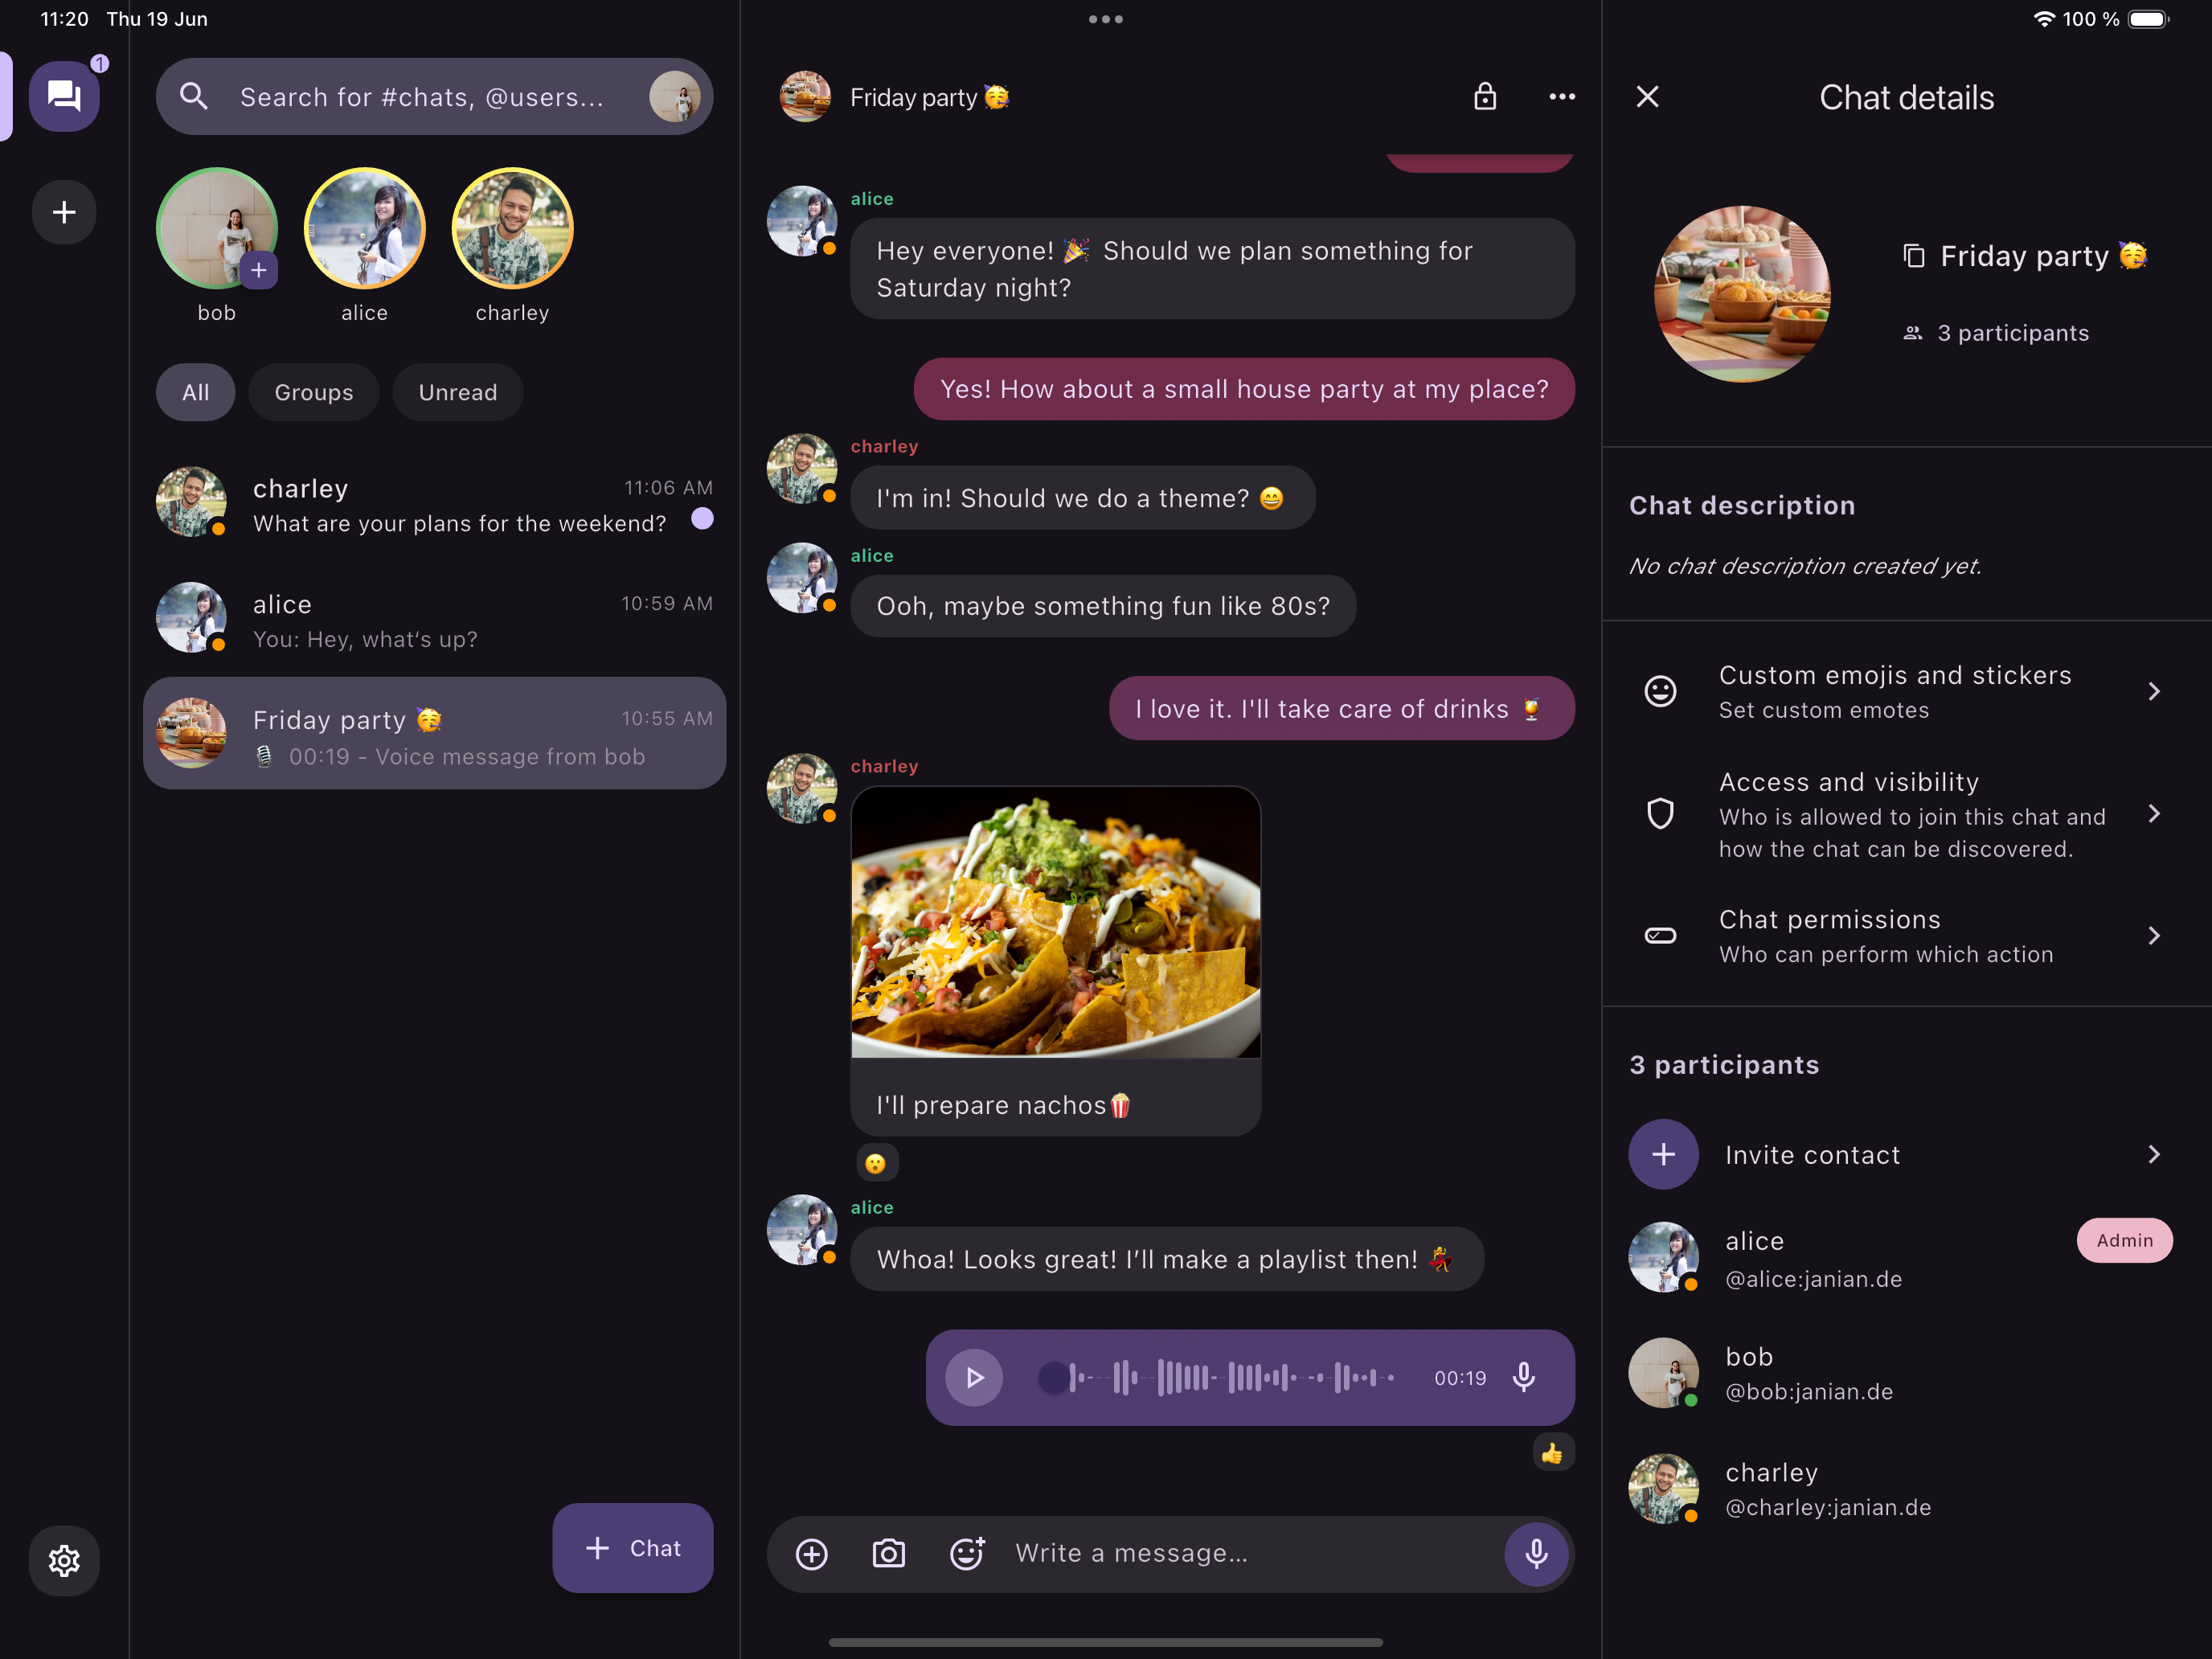 11:20 Thu 19 Jun
100 %
1
Search for #chats, @users...
bob
alice
charley
All
Groups
Unread
charley
11:06 AM
What are your plans for the weekend?
alice
10:59 AM
You: Hey, what's up?
Friday party 🥳
10:55 AM
🎙️ 00:19 - Voice message from bob
+ Chat
Friday party 🥳
alice
Hey everyone! 🎉 Should we plan something for
Saturday night?
Yes! How about a small house party at my place?
charley
I'm in! Should we do a theme? 😄
alice
Ooh, maybe something fun like 80s?
I love it. I'll take care of drinks 🍹
charley
I'll prepare nachos🍿
😮
alice
Whoa! Looks great! I’ll make a playlist then! 💃
00:19
👍
Write a message...
Chat details
Friday party 🥳
3 participants
Chat description
No chat description created yet.
Custom emojis and stickers
Set custom emotes
Access and visibility
Who is allowed to join this chat and
how the chat can be discovered.
Chat permissions
Who can perform which action
3 participants
Invite contact
alice
Admin
@alice:janian.de
bob
@bob:janian.de
charley
@charley:janian.de